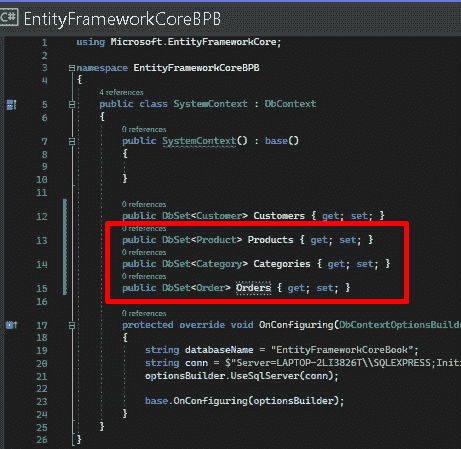 C# EntityFrameworkCoreBPB
1 using Microsoft.EntityFrameworkCore;
2
3 namespace EntityFrameworkCoreBPB
4 {
4 references
5 public class SystemContext : DbContext
6 {
0 references
7 public SystemContext() : base()
8 {
9
10 }
11
0 references
12 public DbSet<Customer> Customers { get; set; }
0 references
13 public DbSet<Product> Products { get; set; }
0 references
14 public DbSet<Category> Categories { get; set; }
0 references
15 public DbSet<Order> Orders { get; set; }
16
0 references
17 protected override void OnConfiguring(DbContextOptionsBuilde
18 {
19 string databaseName = "EntityFrameworkCoreBook";
20 string conn = $"Server=LAPTOP-2LI3826T\\SQLEXPRESS;Initi
21 optionsBuilder.UseSqlServer(conn);
22
23 base.OnConfiguring(optionsBuilder);
24 }
25 }
26 }